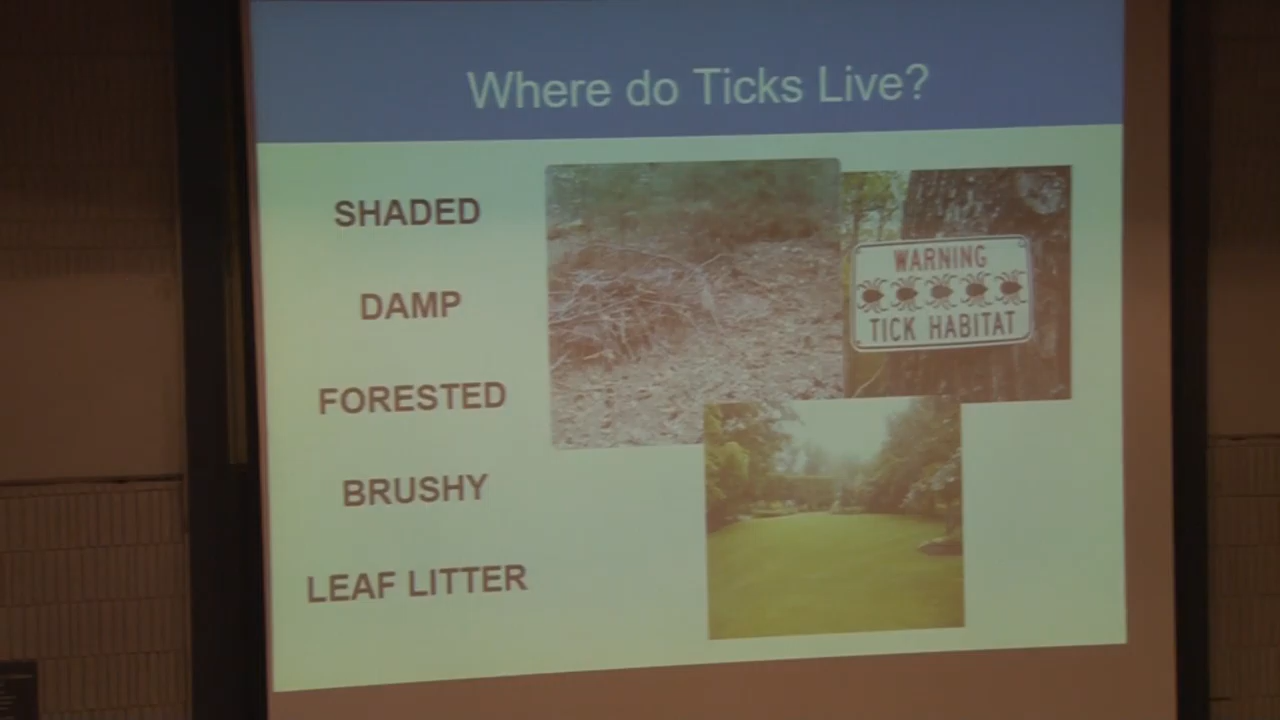 Where do Ticks Live?
SHADED
DAMP
FORESTED
BRUSHY
LEAF LITTER
WARNING
TICK HABITAT